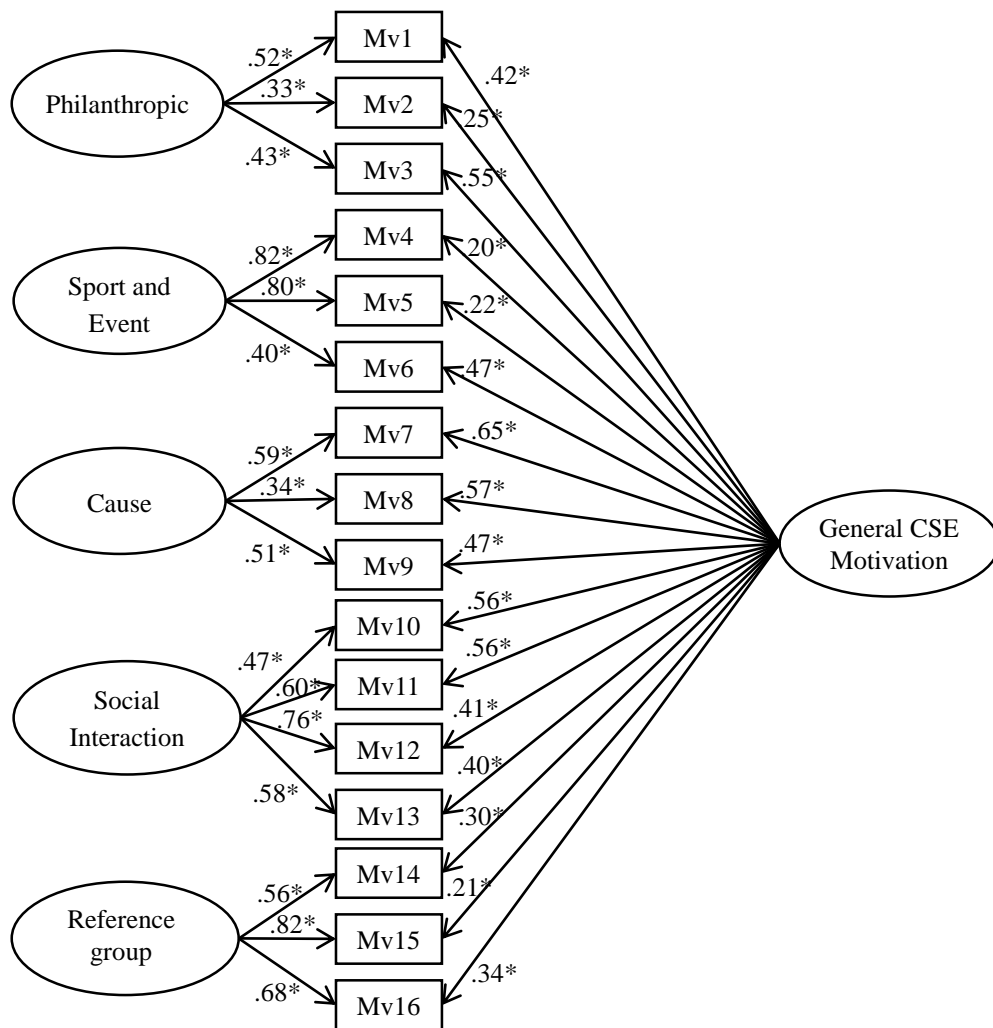 Mv1
.52*
.42*
Philanthropic
.33*
Mv2
.25*
.43*
Mv3
.55*
Mv4
.20*
.82*
Sport and
Event
.80*
Mv5
.22*
.40*
Mv6
.47*
Mv7
.65*
.59*
Cause
.34*
Mv8
.57*
.51*
Mv9
.47*
General CSE
Motivation
Mv10
.56*
.47*
Social
Interaction
.60*
Mv11
.56*
.76*
Mv12
.41*
.58*
Mv13
.40*
Mv14
.30*
.56*
Reference
group
.82*
Mv15
.21*
.68*
Mv16
.34*